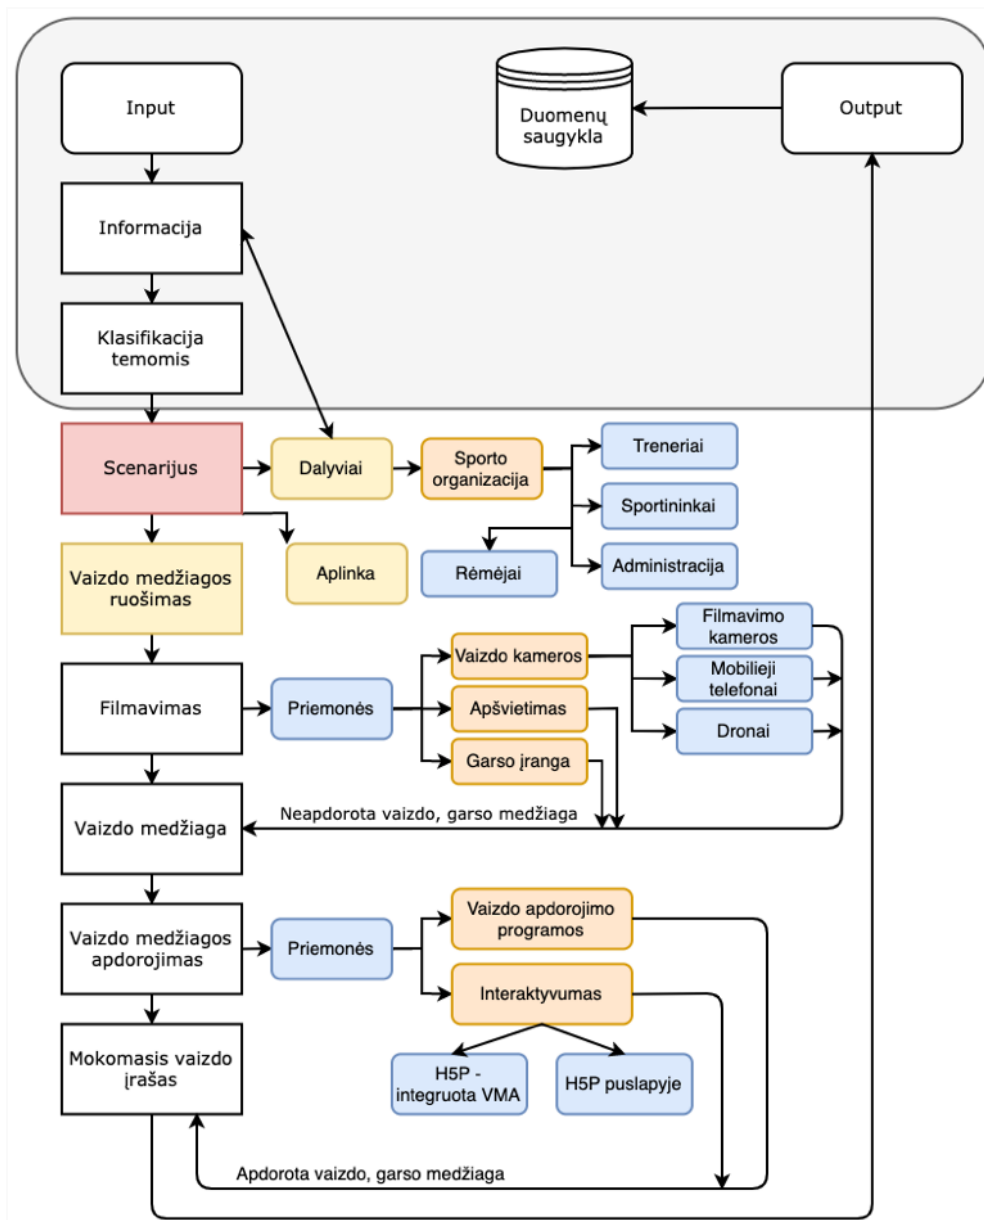 Input
Duomenų
saugykla
Output
Informacija
Klasifikacija
temomis
Scenarijus
Dalyviai
Sporto
organizacija
Treneriai
Sportininkai
Administracija
Rėmėjai
Aplinka
Vaizdo medžiagos
ruošimas
Filmavimas
Priemonės
Vaizdo kameros
Apšvietimas
Garso įranga
Filmavimo
kameros
Mobilieji
telefonai
Dronai
Vaizdo medžiaga
Neapdorota vaizdo, garso medžiaga
Vaizdo medžiagos
apdorojimas
Priemonės
Vaizdo apdorojimo
programos
Interaktyvumas
H5P -
integruota VMA
H5P puslapyje
Mokomasis vaizdo
įrašas
Apdorota vaizdo, garso medžiaga